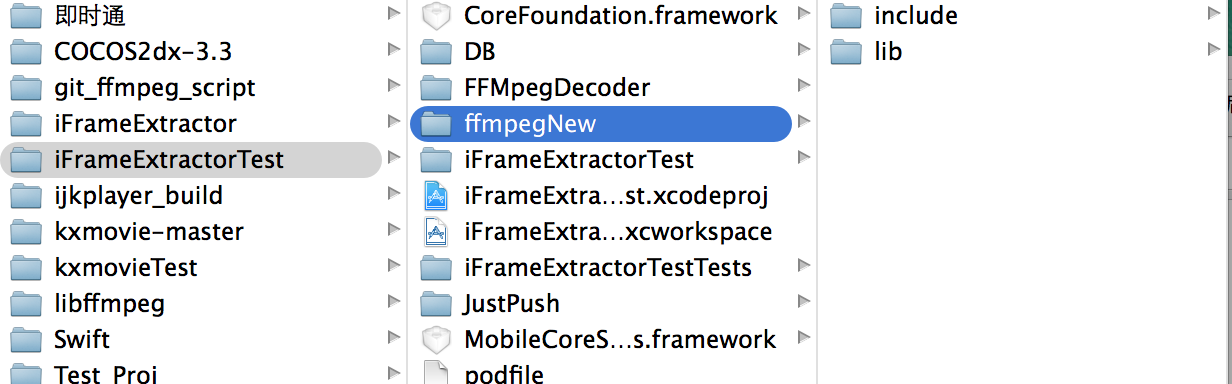 即时通
COCOS2dx-3.3
git_ffmpeg_script
iFrameExtractor
iFrameExtractorTest
ijkplayer_build
kxmovie-master
kxmovieTest
libffmpeg
Swift
Test_Proj
CoreFoundation.framework
DB
FFMpegDecoder
ffmpegNew
iFrameExtractorTest
iFrameExtra...st.xcodeproj
iFrameExtra...xcworkspace
iFrameExtractorTestTests
JustPush
MobileCoreS...s.framework
podfile
include
lib